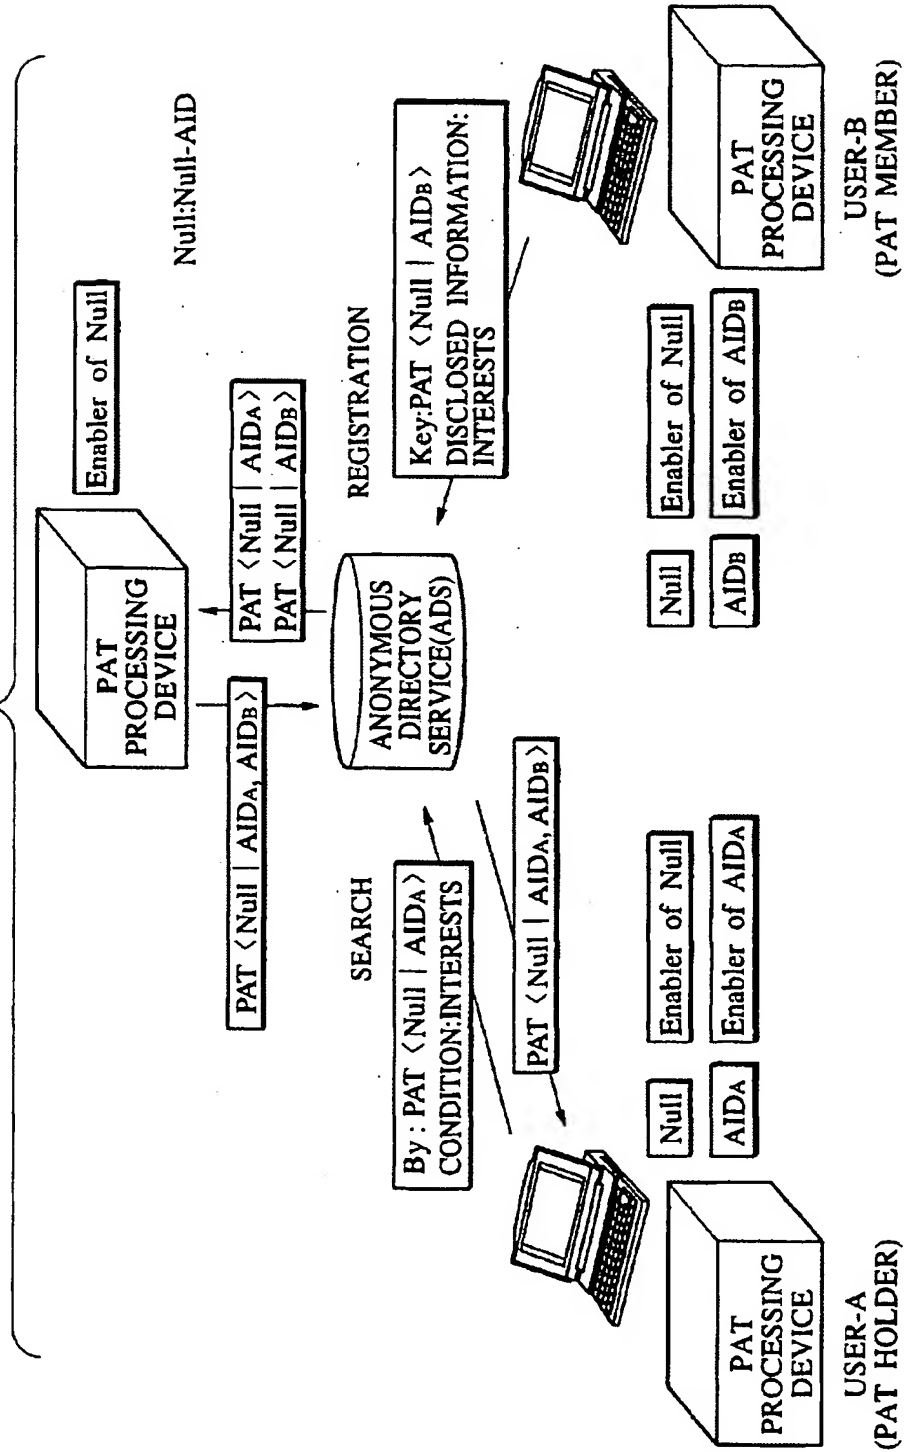 PAT
PROCESSING
DEVICE
Enabler of Null
Null:Null-AID
PAT <Null | AIDA, AIDB>
PAT <Null | AIDA>
PAT <Null | AIDB>
ANONYMOUS
DIRECTORY
SERVICE(ADS)
SEARCH
REGISTRATION
By : PAT <Null | AIDA>
CONDITION:INTERESTS
Key:PAT <Null | AIDB>
DISCLOSED INFORMATION:
INTERESTS
PAT <Null | AIDA, AIDB>
Null
Enabler of Null
AIDA
Enabler of AIDA
Null
Enabler of Null
AIDB
Enabler of AIDB
PAT
PROCESSING
DEVICE
USER-A
(PAT HOLDER)
PAT
PROCESSING
DEVICE
USER-B
(PAT MEMBER)